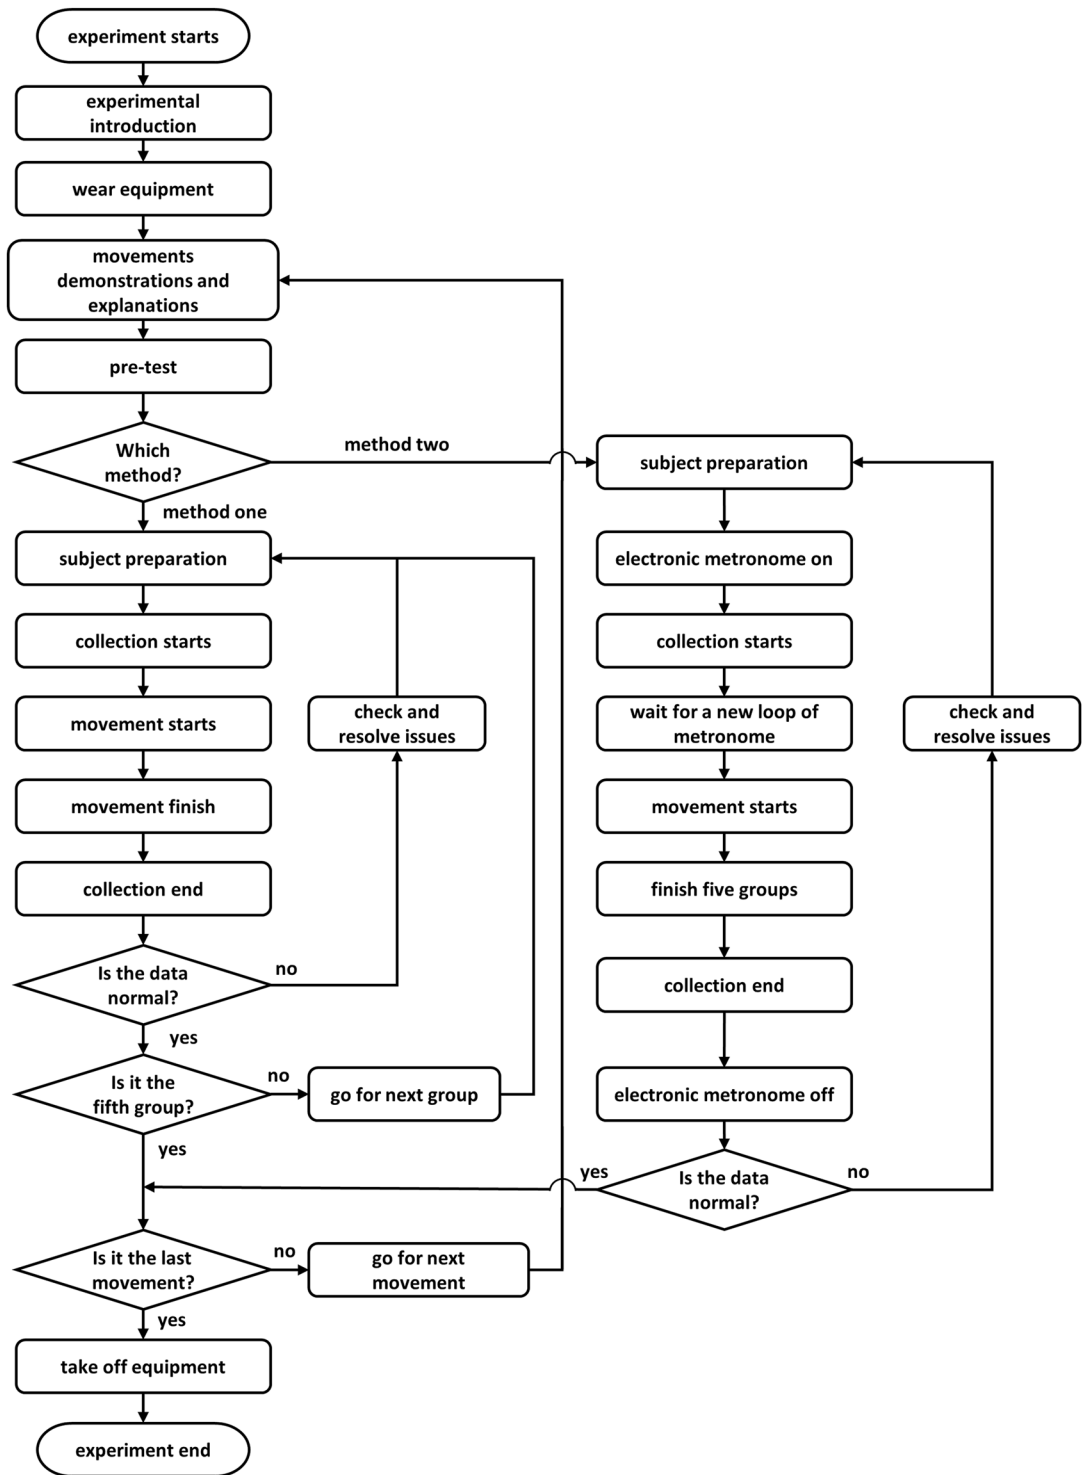 experiment starts
experimental
introduction
wear equipment
movements
demonstrations and
explanations
pre-test
Which
method?
method two
method one
subject preparation
collection starts
movement starts
movement finish
collection end
check and
resolve issues
Is the data
normal?
no
yes
Is it the
fifth group?
no
go for next group
yes
subject preparation
electronic metronome on
collection starts
wait for a new loop of
metronome
movement starts
finish five groups
collection end
electronic metronome off
Is the data
normal?
yes
no
check and
resolve issues
Is it the last
movement?
no
go for next
movement
yes
take off equipment
experiment end